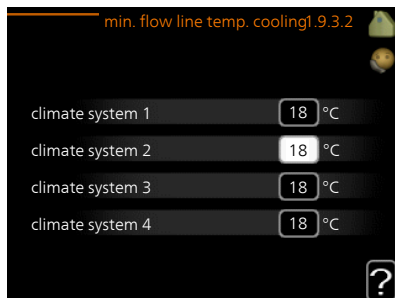 min. flow line temp. cooling1.9.3.2
climate system 1 18 °C
climate system 2 18 °C
climate system 3 18 °C
climate system 4 18 °C
?